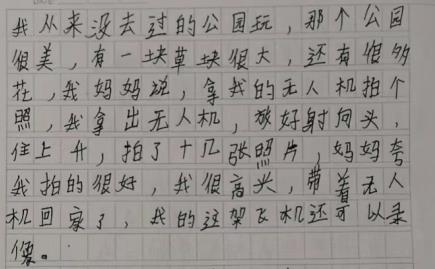 我从来没去过的公园玩，那个公园
很美，有一块草块很大，还有很多
花，我妈妈说，拿我的无人机拍个
照，我拿出无人机，放好射向头，
住上升，拍了十几张照片，妈妈夸
我拍的很好，我很高兴，带着无人
机回家了，我的这架飞机还可以录
像。